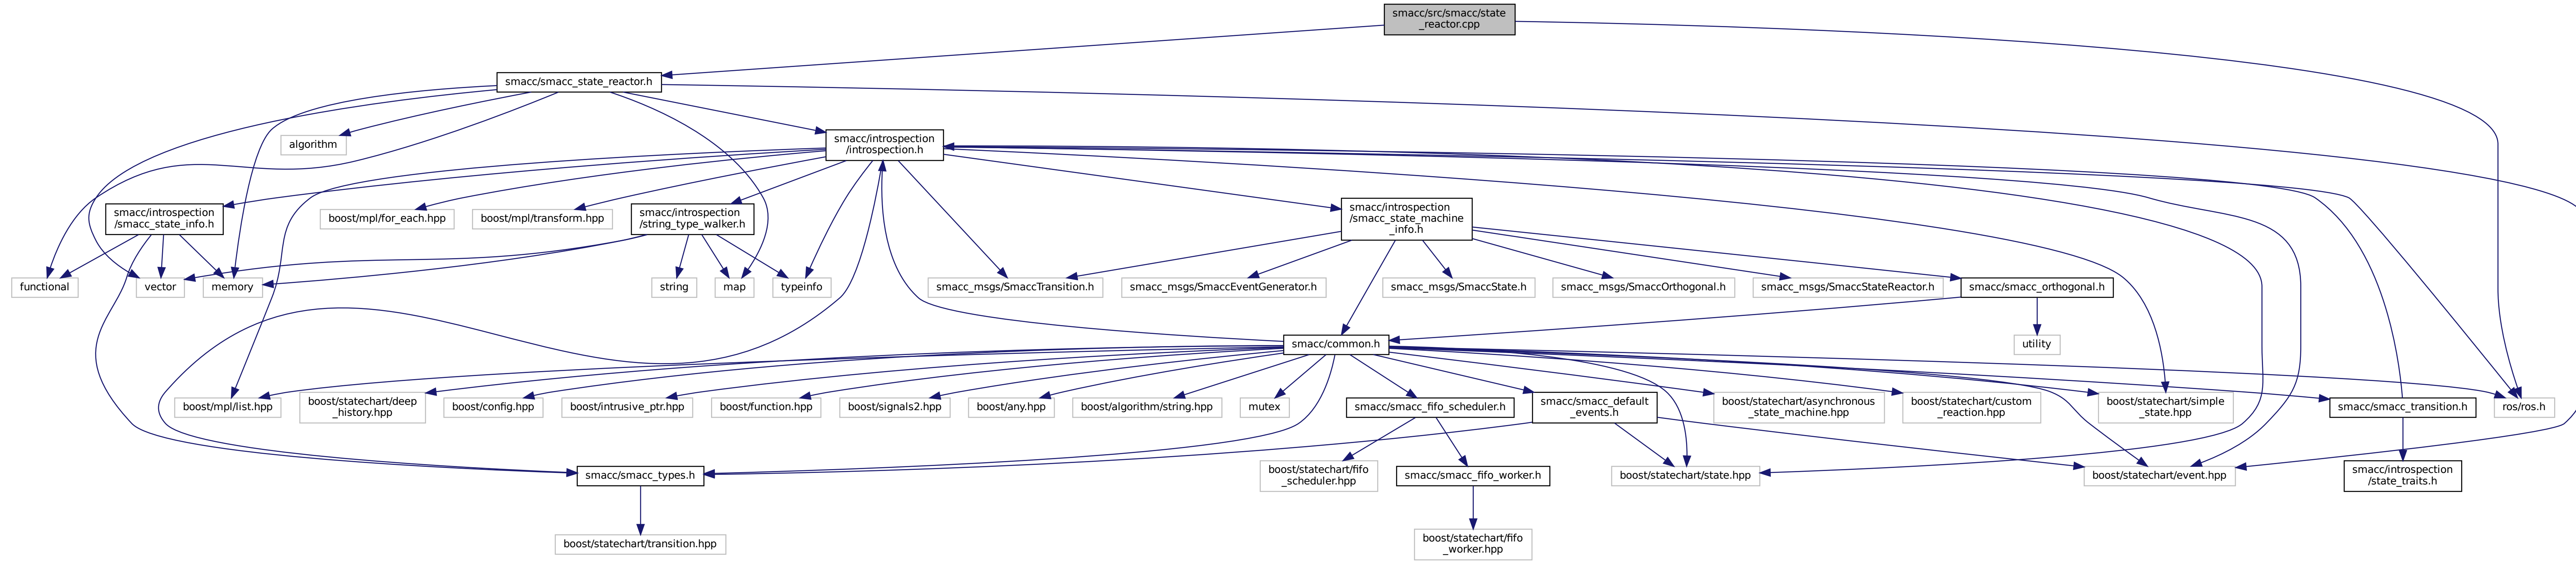 smacc/src/smacc/state
_reactor.cpp
smacc/smacc_state_reactor.h
algorithm
smacc/introspection
/introspection.h
smacc/introspection
/smacc_state_info.h
boost/mpl/for_each.hpp
boost/mpl/transform.hpp
smacc/introspection
/string_type_walker.h
smacc/introspection
/smacc_state_machine
_info.h
functional
vector
memory
string
map
typeinfo
smacc_msgs/SmaccTransition.h
smacc_msgs/SmaccEventGenerator.h
smacc_msgs/SmaccState.h
smacc_msgs/SmaccOrthogonal.h
smacc_msgs/SmaccStateReactor.h
smacc/smacc_orthogonal.h
smacc/common.h
utility
boost/mpl/list.hpp
boost/statechart/deep
_history.hpp
boost/config.hpp
boost/intrusive_ptr.hpp
boost/function.hpp
boost/signals2.hpp
boost/any.hpp
boost/algorithm/string.hpp
mutex
smacc/smacc_fifo_scheduler.h
smacc/smacc_default
_events.h
boost/statechart/asynchronous
_state_machine.hpp
boost/statechart/custom
_reaction.hpp
boost/statechart/simple
_state.hpp
smacc/smacc_transition.h
ros/ros.h
smacc/smacc_types.h
boost/statechart/fifo
_scheduler.hpp
smacc/smacc_fifo_worker.h
boost/statechart/state.hpp
boost/statechart/event.hpp
smacc/introspection
/state_traits.h
boost/statechart/transition.hpp
boost/statechart/fifo
_worker.hpp